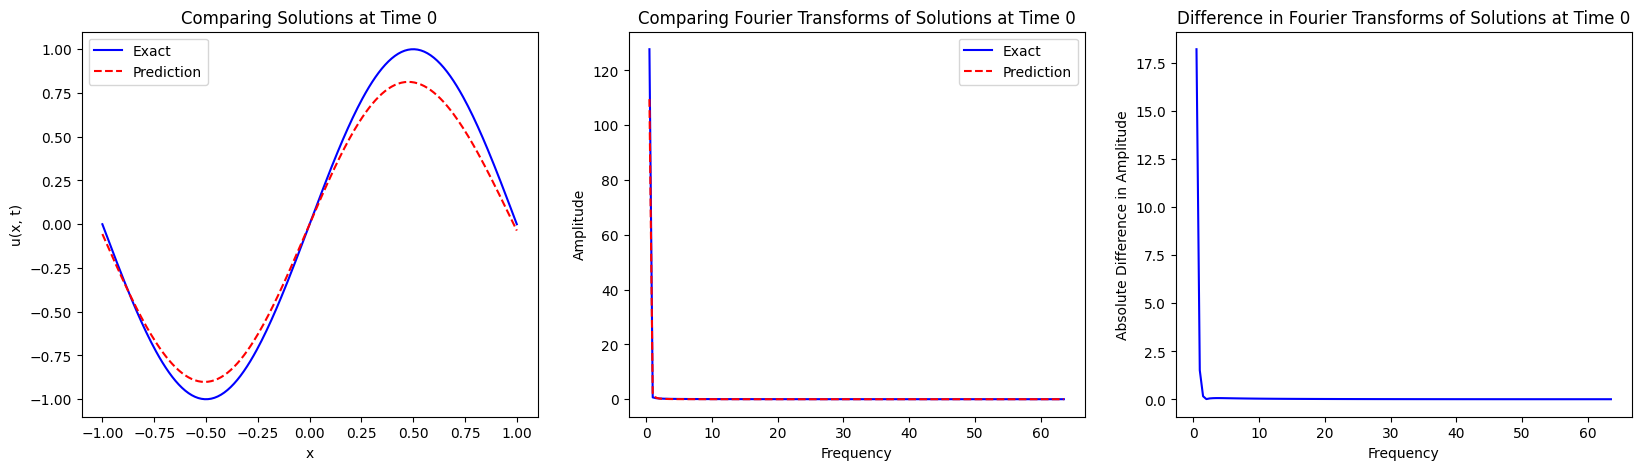 Comparing Solutions at Time 0
Exact
Prediction
1.00
0.75
0.50
0.25
0.00
−0.25
−0.50
−0.75
−1.00
u(x, t)
−1.00 −0.75 −0.50 −0.25 0.00 0.25 0.50 0.75 1.00
x
Comparing Fourier Transforms of Solutions at Time 0
Exact
Prediction
120
100
80
60
40
20
0
Amplitude
0 10 20 30 40 50 60
Frequency
Difference in Fourier Transforms of Solutions at Time 0
17.5
15.0
12.5
10.0
7.5
5.0
2.5
0.0
Absolute Difference in Amplitude
0 10 20 30 40 50 60
Frequency